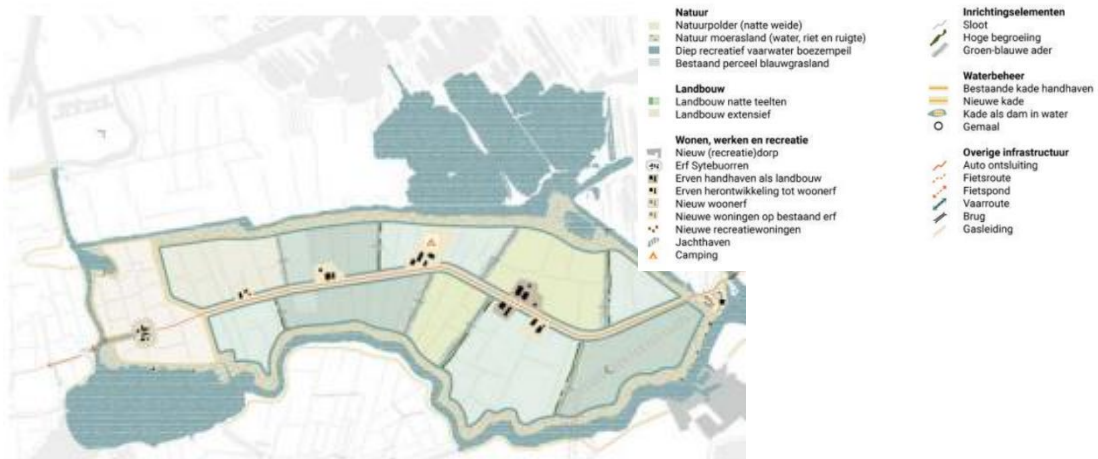 Natuur
Natuurpolder (natte weide)
Natuur moerasland (water, riet en ruigte)
Diep recreatief vaarwater boezempeil
Bestaand perceel blauwgrasland
Landbouw
Landbouw natte teelten
Landbouw extensief
Wonen, werken en recreatie
Nieuw (recreatie)dorp
Erf Sytebuorren
Erven handhaven als landbouw
Erven herontwikkeling tot woonerf
Nieuw woonerf
Nieuwe woningen op bestaand erf
Nieuwe recreatiewoningen
Jachthaven
Camping
Inrichtingselementen
Sloot
Hoge begroeiing
Groen-blauwe ader
Waterbeheer
Bestaande kade handhaven
Nieuwe kade
Kade als dam in water
Gemaal
Overige infrastructuur
Auto ontsluiting
Fietsroute
Fietspond
Vaarroute
Brug
Gasleiding